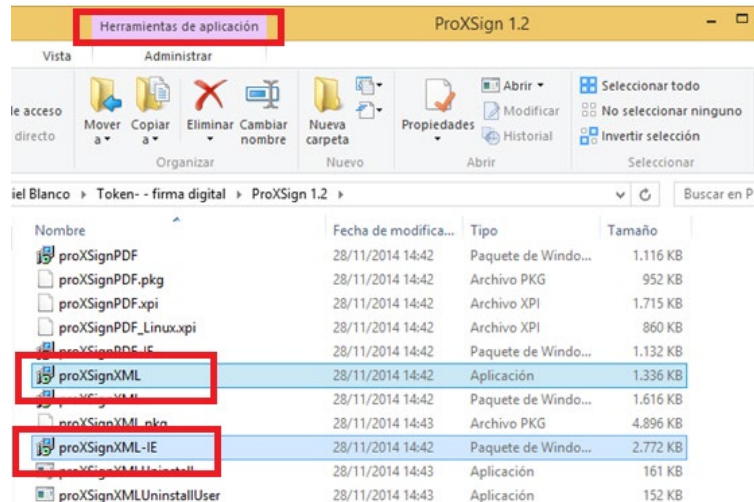 Herramientas de aplicación
ProXSign 1.2
Vista
Administrar
le acceso
directo
Mover a
Copiar a
Eliminar
Cambiar nombre
Nueva carpeta
Propiedades
Abrir
Modificar
Historial
Seleccionar todo
No seleccionar ninguno
Invertir selección
Organizar
Nuevo
Abrir
Seleccionar
iel Blanco ▸ Token- - firma digital ▸ ProXSign 1.2 ▸
Buscar en P
Nombre Fecha de modifica... Tipo Tamaño
proXSignPDF 28/11/2014 14:42 Paquete de Windo... 1.116 KB
proXSignPDF.pkg 28/11/2014 14:42 Archivo PKG 952 KB
proXSignPDF.xpi 28/11/2014 14:42 Archivo XPI 1.715 KB
proXSignPDF_Linux.xpi 28/11/2014 14:42 Archivo XPI 860 KB
proXSignPDF-IE 28/11/2014 14:42 Paquete de Windo... 1.132 KB
proXSignXML 28/11/2014 14:42 Aplicación 1.336 KB
proXSignXML 28/11/2014 14:42 Paquete de Windo... 1.616 KB
proXSignXML.pkg 28/11/2014 14:43 Archivo PKG 4.896 KB
proXSignXML-IE 28/11/2014 14:42 Paquete de Windo... 2.772 KB
proXSignXMLUninstall 28/11/2014 14:43 Aplicación 161 KB
proXSignXMLUninstallUser 28/11/2014 14:43 Aplicación 152 KB